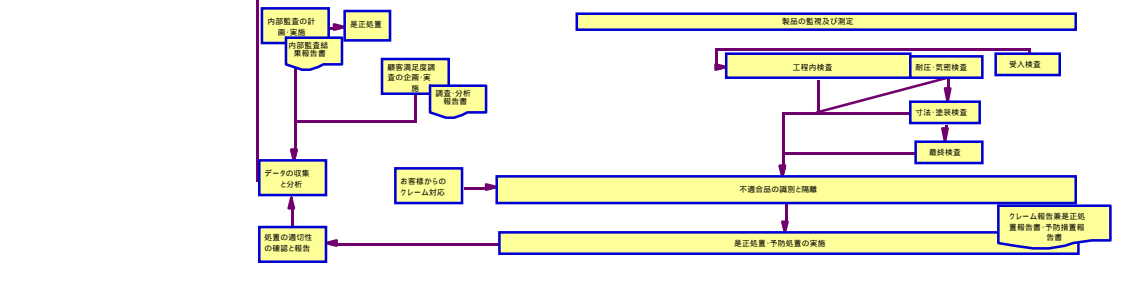 内部監査の計
画・実施
是正処置
内部監査結
果報告書
製品の監視及び測定
顧客満足度調
査の企画・実
施
調査・分析
報告書
工程内検査
耐圧・気密検査
受入検査
寸法・塗装検査
最終検査
データの収集
と分析
お客様からの
クレーム対応
不適合品の識別と隔離
クレーム報告兼是正処
置報告書・予防措置報
告書
処置の適切性
の確認と報告
是正処置・予防処置の実施